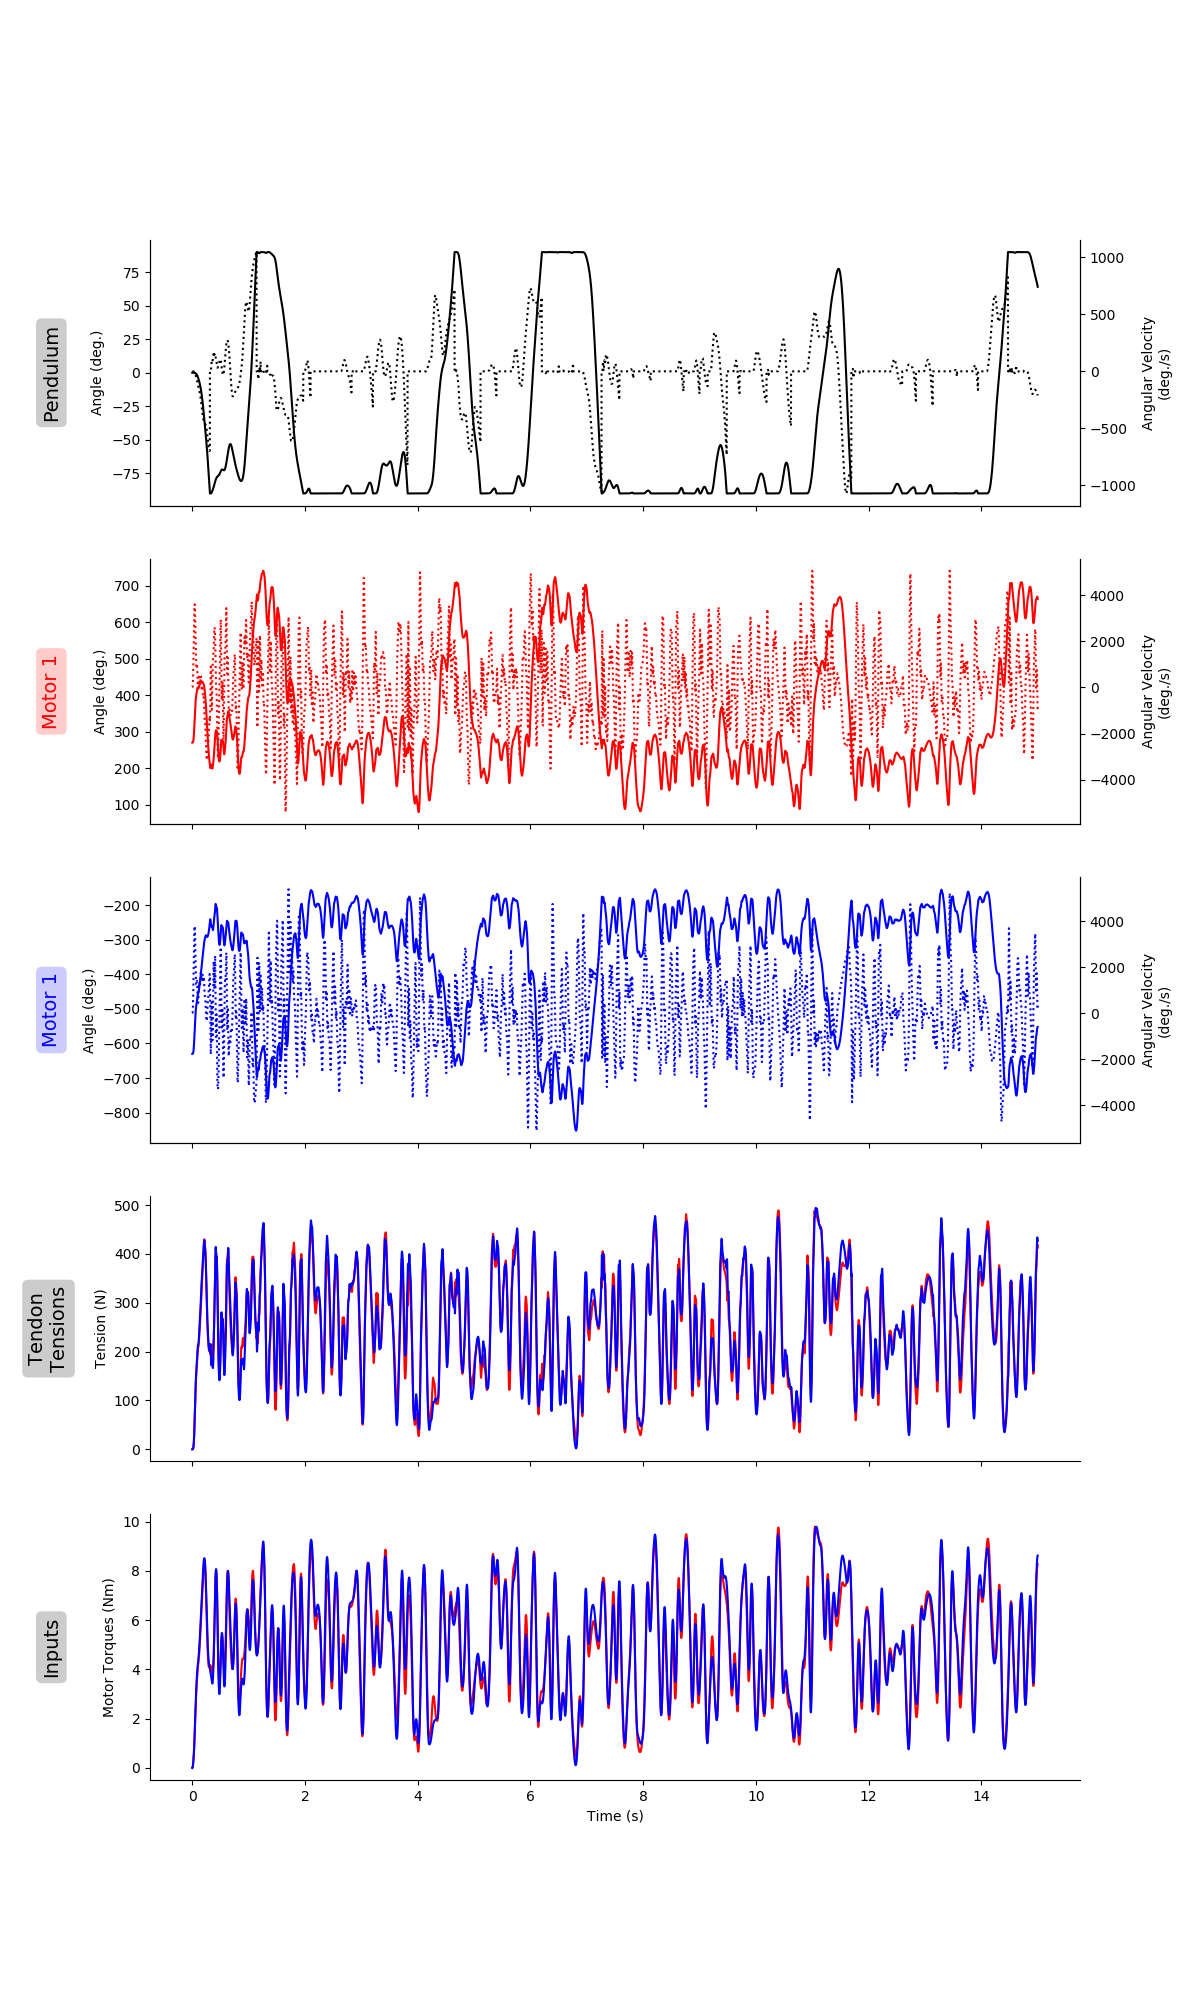 Pendulum
Angle (deg.)
75
50
25
0
−25
−50
−75
1000
500
0
−500
−1000
Angular Velocity
(deg./s)
Motor 1
Angle (deg.)
700
600
500
400
300
200
100
4000
2000
0
−2000
−4000
Angular Velocity
(deg./s)
Motor 1
Angle (deg.)
−200
−300
−400
−500
−600
−700
−800
4000
2000
0
−2000
−4000
Angular Velocity
(deg./s)
Tendon
Tensions
Tension (N)
500
400
300
200
100
0
Inputs
Motor Torques (Nm)
10
8
6
4
2
0
0 2 4 6 8 10 12 14
Time (s)